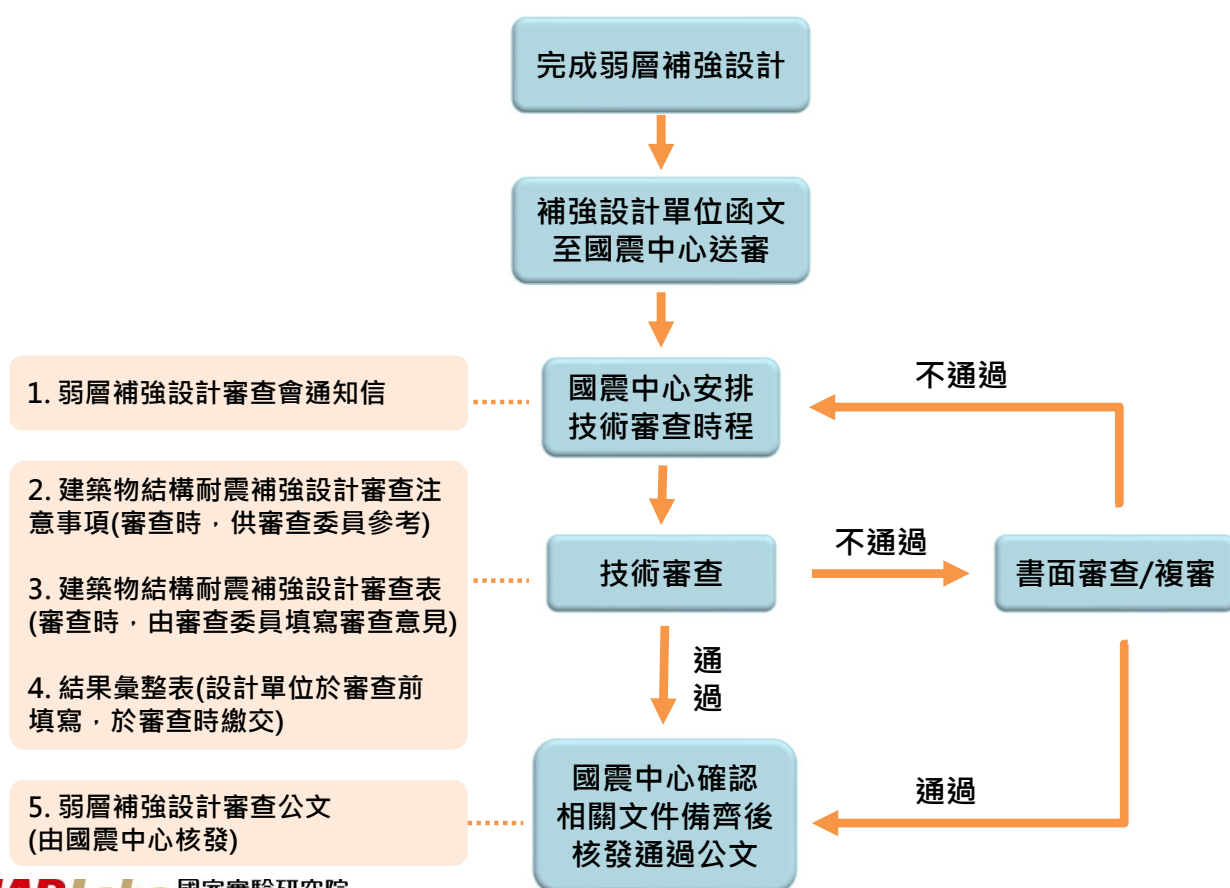 完成弱層補強設計
補強設計單位函文
至國震中心送審
1. 弱層補強設計審查會通知信
國震中心安排
技術審查時程
不通過
2. 建築物結構耐震補強設計審查注
意事項(審查時，供審查委員參考)
3. 建築物結構耐震補強設計審查表
(審查時，由審查委員填寫審查意見)
4. 結果彙整表(設計單位於審查前
填寫，於審查時繳交)
技術審查
不通過
書面審查/複審
通
過
5. 弱層補強設計審查公文
(由國震中心核發)
國震中心確認
相關文件備齊後
核發通過公文
通過
國家實驗研究院